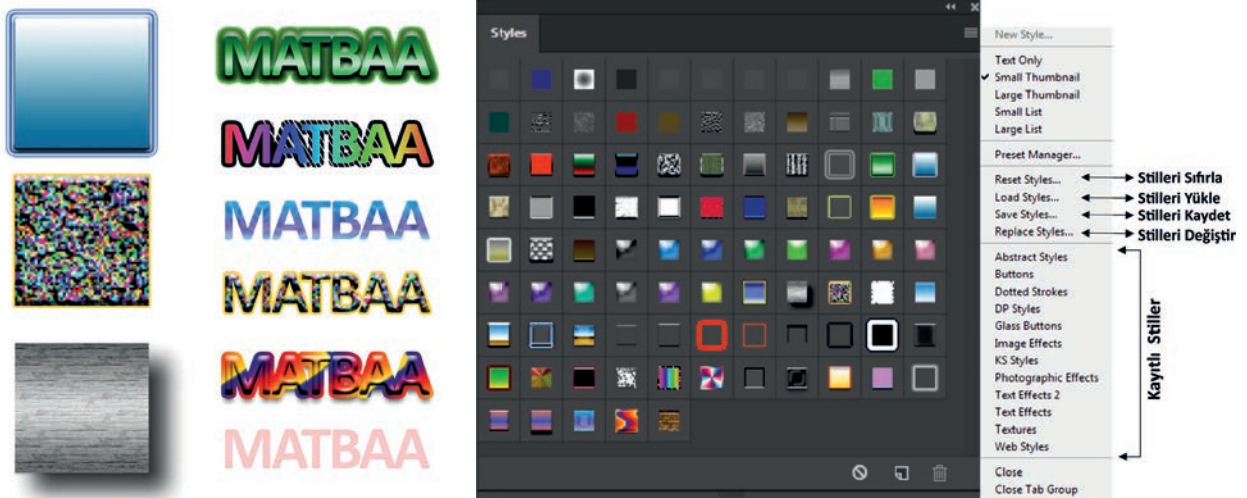 MATBAA
MATBAA
MATBAA
MATBAA
MATBAA
MATBAA
Styles
New Style...
Text Only
Small Thumbnail
Large Thumbnail
Small List
Large List
Preset Manager...
Reset Styles...
Load Styles...
Save Styles...
Replace Styles...
Stilleri Sıfırla
Stilleri Yükle
Stilleri Kaydet
Stilleri Değiştir
Abstract Styles
Buttons
Dotted Strokes
DP Styles
Glass Buttons
Image Effects
KS Styles
Photographic Effects
Text Effects 2
Text Effects
Textures
Web Styles
Kayıtlı Stiller
Close
Close Tab Group